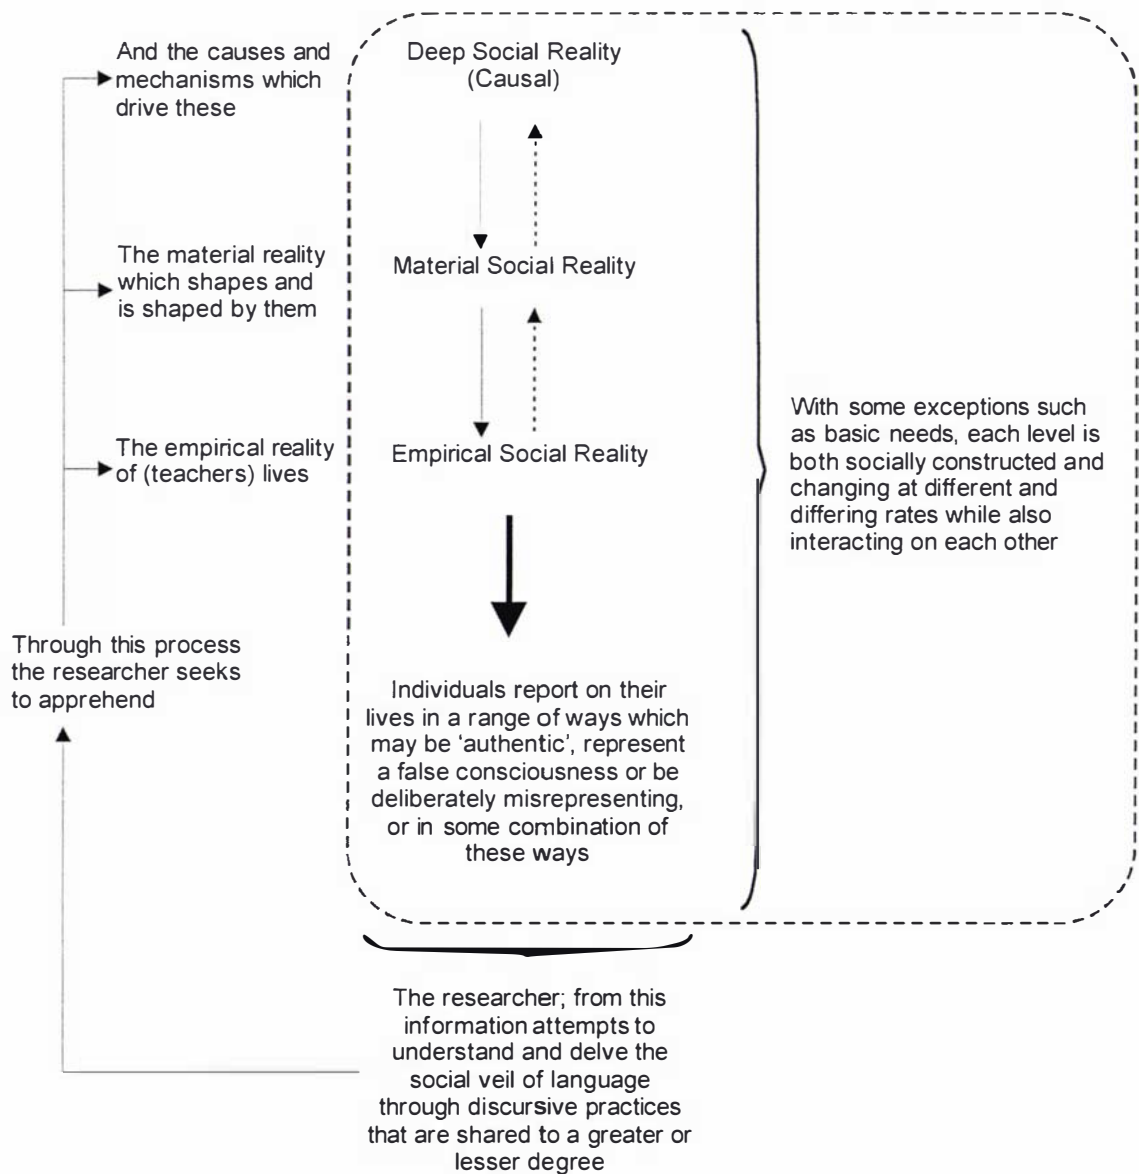 And the causes and
mechanisms which
drive these
Deep Social Reality
(Causal)
The material reality
which shapes and
is shaped by them
Material Social Reality
The empirical reality
of (teachers) lives
Empirical Social Reality
With some exceptions such
as basic needs, each level is
both socially constructed and
changing at different and
differing rates while also
interacting on each other
Through this process
the researcher seeks
to apprehend
Individuals report on their
lives in a range of ways which
may be ‘authentic’, represent
a false consciousness or be
deliberately misrepresenting,
or in some combination of
these ways
The researcher; from this
information attempts to
understand and delve the
social veil of language
through discursive practices
that are shared to a greater or
lesser degree